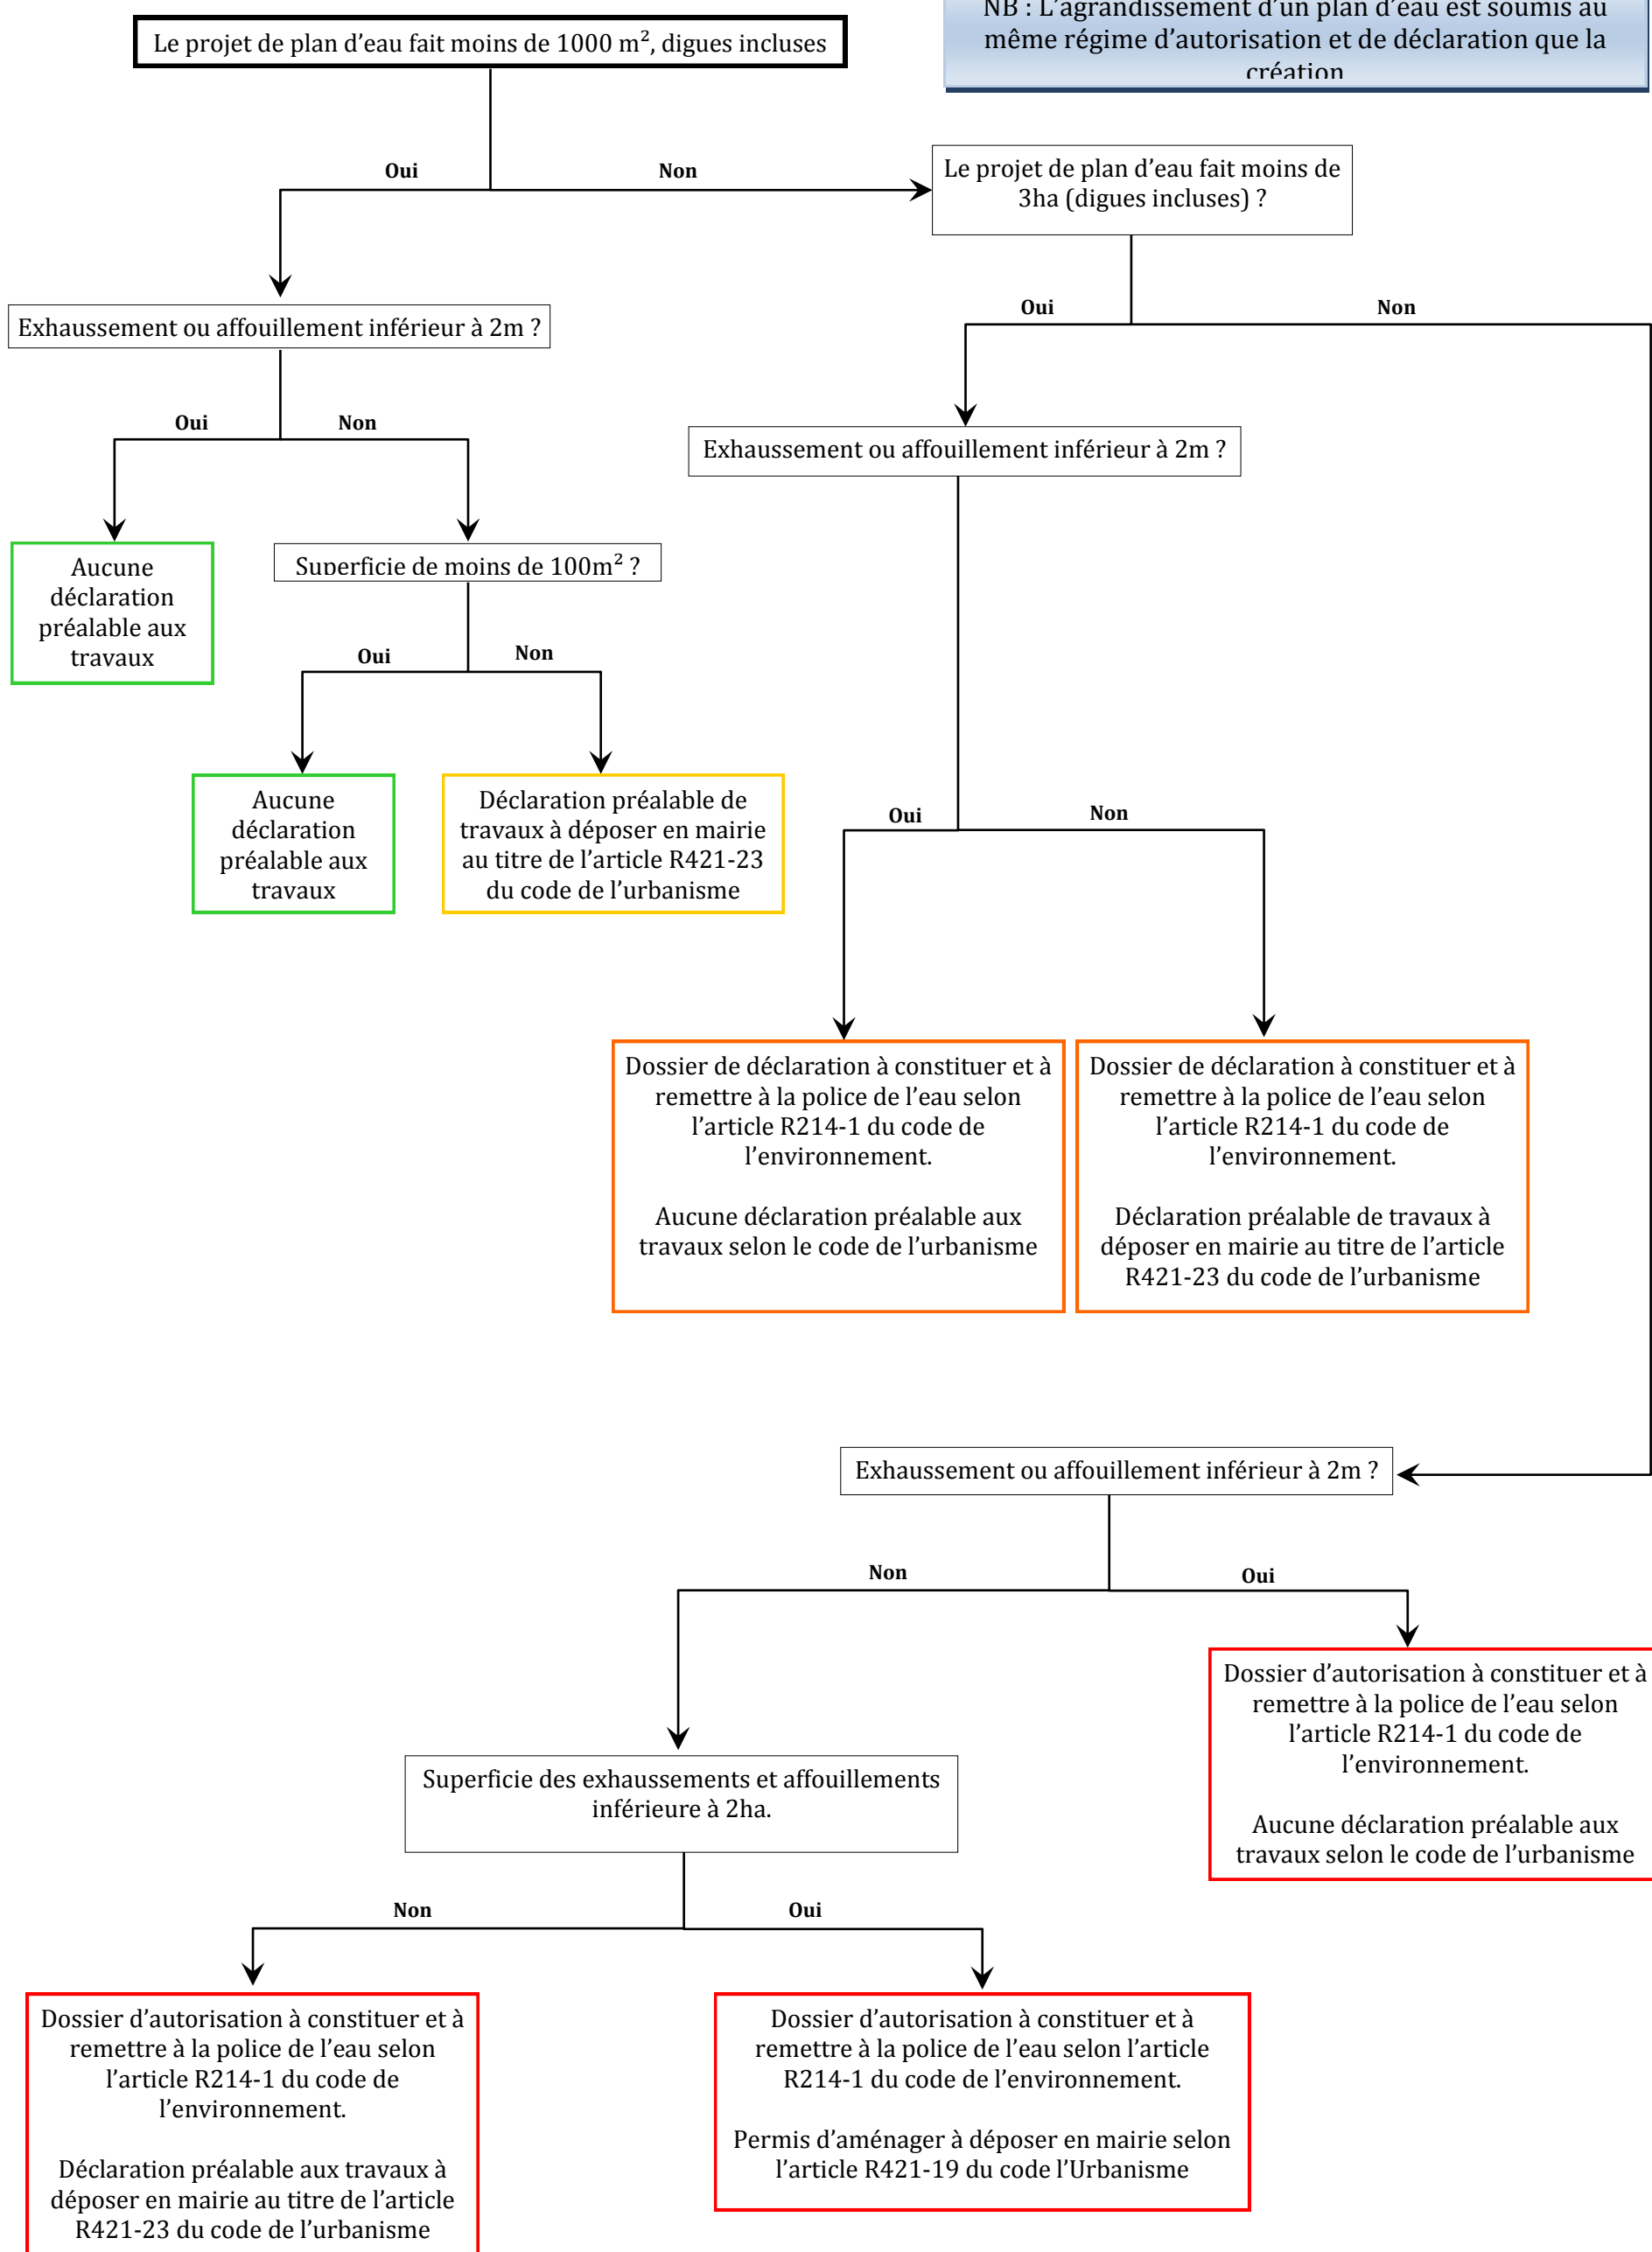 NB : L’agrandissement d’un plan d’eau est soumis au
même régime d’autorisation et de déclaration que la
création
Le projet de plan d’eau fait moins de 1000 m², digues incluses
Oui
Non
Le projet de plan d’eau fait moins de
3ha (digues incluses) ?
Oui
Non
Exhaussement ou affouillement inférieur à 2m ?
Oui
Non
Exhaussement ou affouillement inférieur à 2m ?
Aucune
déclaration
préalable aux
travaux
Superficie de moins de 100m² ?
Oui
Non
Aucune
déclaration
préalable aux
travaux
Déclaration préalable de
travaux à déposer en mairie
au titre de l’article R421-23
du code de l’urbanisme
Oui
Non
Dossier de déclaration à constituer et à
remettre à la police de l’eau selon
l’article R214-1 du code de
l’environnement.
Aucune déclaration préalable aux
travaux selon le code de l’urbanisme
Dossier de déclaration à constituer et à
remettre à la police de l’eau selon
l’article R214-1 du code de
l’environnement.
Déclaration préalable de travaux à
déposer en mairie au titre de l’article
R421-23 du code de l’urbanisme
Exhaussement ou affouillement inférieur à 2m ?
Non
Oui
Dossier d’autorisation à constituer et à
remettre à la police de l’eau selon
l’article R214-1 du code de
l’environnement.
Aucune déclaration préalable aux
travaux selon le code de l’urbanisme
Superficie des exhaussements et affouillements
inférieure à 2ha.
Non
Oui
Dossier d’autorisation à constituer et à
remettre à la police de l’eau selon
l’article R214-1 du code de
l’environnement.
Déclaration préalable aux travaux à
déposer en mairie au titre de l’article
R421-23 du code de l’urbanisme
Dossier d’autorisation à constituer et à
remettre à la police de l’eau selon l’article
R214-1 du code de l’environnement.
Permis d’aménager à déposer en mairie selon
l’article R421-19 du code l’Urbanisme